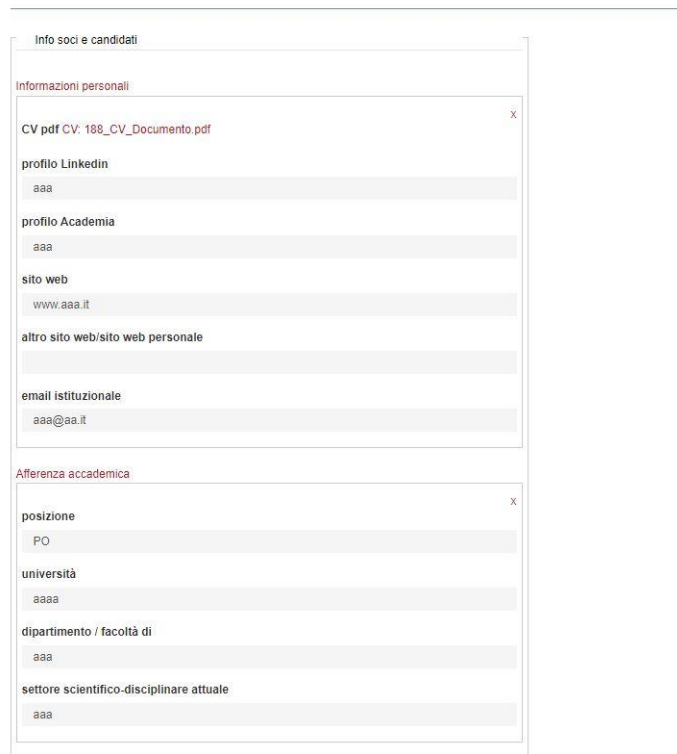 Info soci e candidati
Informazioni personali
x
CV pdf CV: 188_CV_Documento.pdf
profilo Linkedin
aaa
profilo Academia
aaa
sito web
www.aaa.it
altro sito web/sito web personale
email istituzionale
aaa@aa.it
Afferenza accademica
x
posizione
PO
università
aaaa
dipartimento / facoltà di
aaa
settore scientifico-disciplinare attuale
aaa